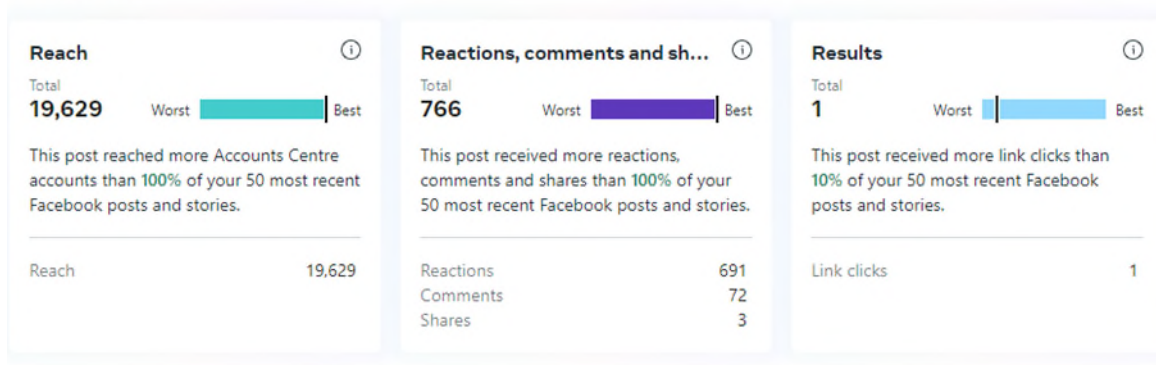 Reach
Total
19,629
Worst
Best
This post reached more Accounts Centre
accounts than 100% of your 50 most recent
Facebook posts and stories.
Reach 19,629
Reactions, comments and sh...
Total
766
Worst
Best
This post received more reactions,
comments and shares than 100% of your
50 most recent Facebook posts and stories.
Reactions 691
Comments 72
Shares 3
Results
Total
1
Worst
Best
This post received more link clicks than
10% of your 50 most recent Facebook
posts and stories.
Link clicks 1